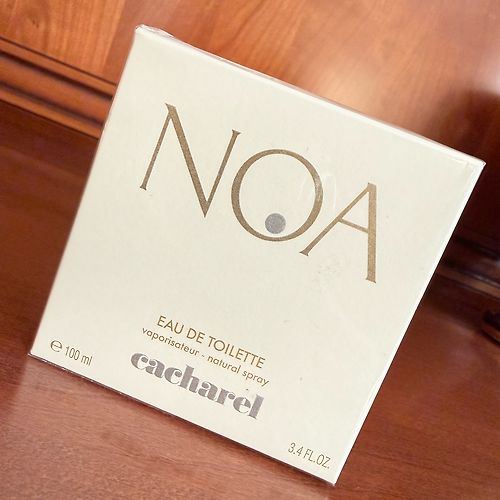 NOA
EAU DE TOILETTE
vaporisateur - natural spray
℮ 100 ml
cacharel
3.4 FL.OZ.